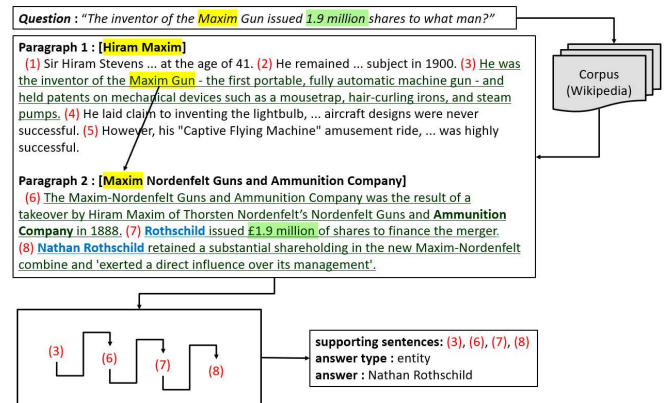 Question : “The inventor of the Maxim Gun issued 1.9 million shares to what man?”
Paragraph 1 : [Hiram Maxim]
(1) Sir Hiram Stevens ... at the age of 41. (2) He remained ... subject in 1900. (3) He was
the inventor of the Maxim Gun - the first portable, fully automatic machine gun - and
held patents on mechanical devices such as a mousetrap, hair-curling irons, and steam
pumps. (4) He laid claim to inventing the lightbulb, ... aircraft designs were never
successful. (5) However, his "Captive Flying Machine" amusement ride, ... was highly
successful.
Corpus
(Wikipedia)
Paragraph 2 : [Maxim Nordenfelt Guns and Ammunition Company]
(6) The Maxim-Nordenfelt Guns and Ammunition Company was the result of a
takeover by Hiram Maxim of Thorsten Nordenfelt’s Nordenfelt Guns and Ammunition
Company in 1888. (7) Rothschild issued £1.9 million of shares to finance the merger.
(8) Nathan Rothschild retained a substantial shareholding in the new Maxim-Nordenfelt
combine and 'exerted a direct influence over its management'.
(3)
(6)
(7)
(8)
supporting sentences: (3), (6), (7), (8)
answer type : entity
answer : Nathan Rothschild